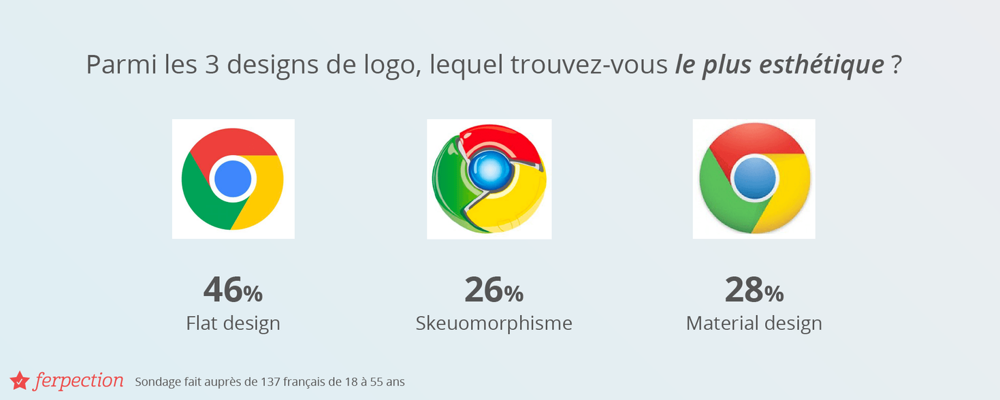 Parmi les 3 designs de logo, lequel trouvez-vous le plus esthétique ?
46% 26% 28%
Flat design Skeuomorphisme Material design
ferpection Sondage fait auprès de 137 français de 18 à 55 ans